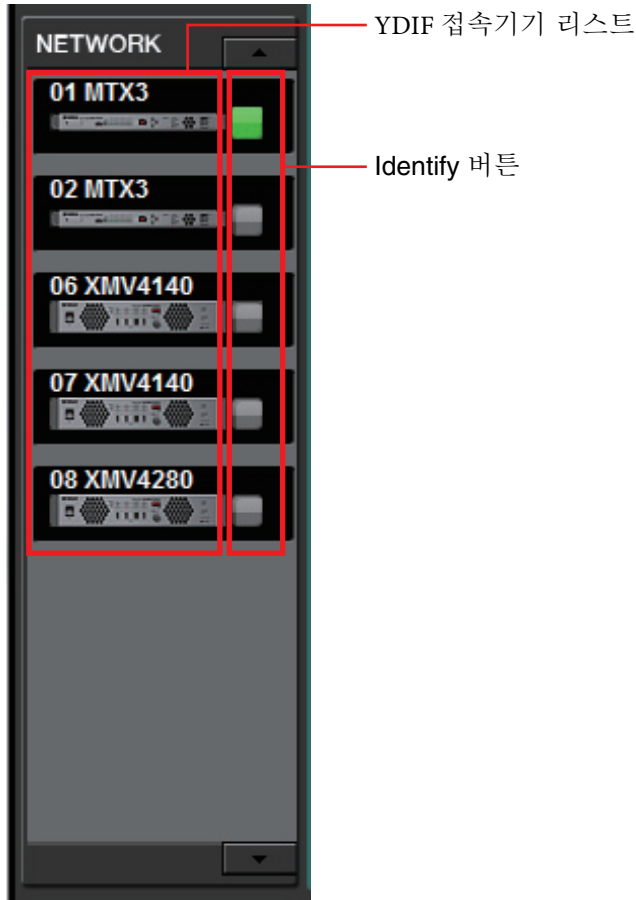 YDIF 접속기기 리스트
NETWORK
01 MTX3
Identify 버튼
02 MTX3
06 XMV4140
07 XMV4140
08 XMV4280